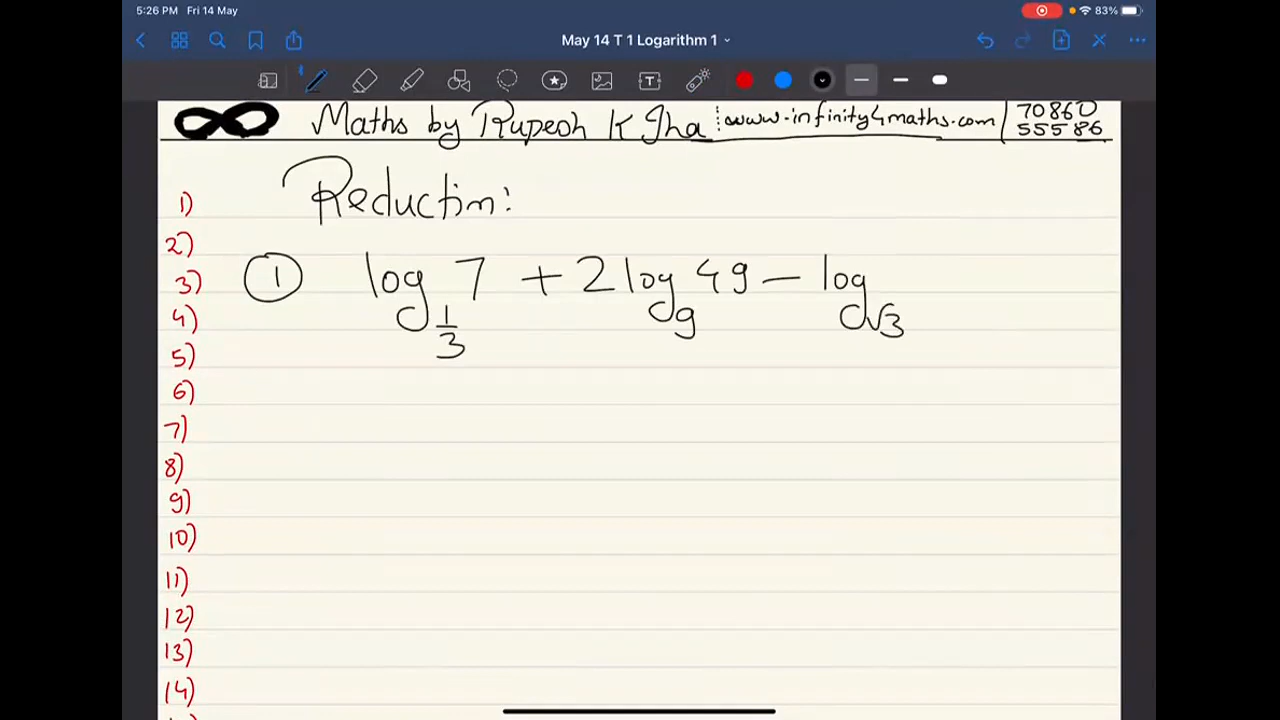 5:26 PM Fri 14 May
83%
May 14 T 1 Logarithm 1
Maths by Rupesh K Jha www.infinity4maths.com 70860 55586
Reduction:
1)
2)
3) ① log_{1/3} 7 + 2 log_9 49 − log_{√3}
4)
5)
6)
7)
8)
9)
10)
11)
12)
13)
14)